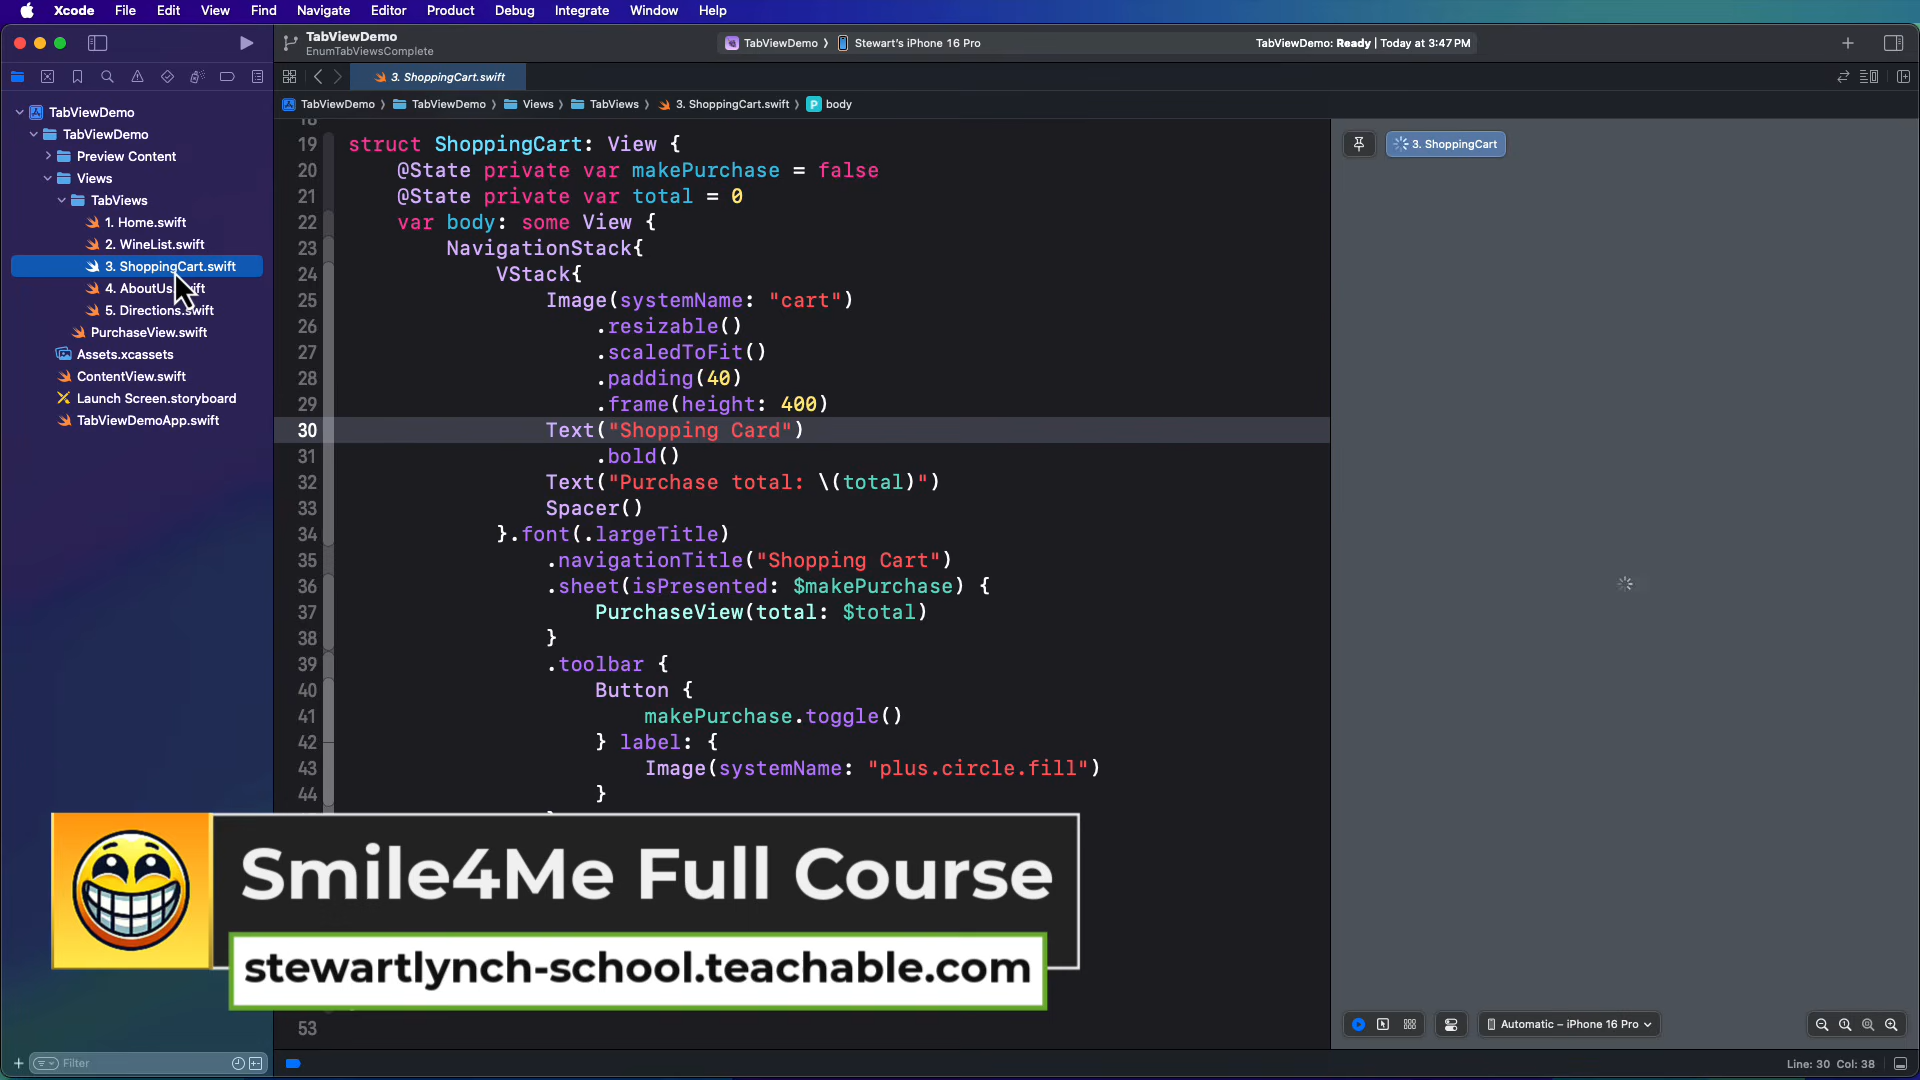 Xcode File Edit View Find Navigate Editor Product Debug Integrate Window Help
TabViewDemo
EnumTabViewsComplete
TabViewDemo
Stewart's iPhone 16 Pro
TabViewDemo: Ready | Today at 3:47 PM
3. ShoppingCart.swift
TabViewDemo
TabViewDemo
Views
TabViews
3. ShoppingCart.swift
P body
TabViewDemo
TabViewDemo
Preview Content
Views
TabViews
1. Home.swift
2. WineList.swift
3. ShoppingCart.swift
4. AboutUs
ft
5. Directions.swift
PurchaseView.swift
Assets.xcassets
ContentView.swift
Launch Screen.storyboard
TabViewDemoApp.swift
18
19 struct ShoppingCart: View {
20 @State private var makePurchase = false
21 @State private var total = 0
22 var body: some View {
23 NavigationStack{
24 VStack{
25 Image(systemName: "cart")
26 .resizable()
27 .scaledToFit()
28 .padding(40)
29 .frame(height: 400)
30 Text("Shopping Card")
31 .bold()
32 Text("Purchase total: \(total)")
33 Spacer()
34 }.font(.largeTitle)
35 .navigationTitle("Shopping Cart")
36 .sheet(isPresented: $makePurchase) {
37 PurchaseView(total: $total)
38 }
39 .toolbar {
40 Button {
41 makePurchase.toggle()
42 } label: {
43 Image(systemName: "plus.circle.fill")
44 }
53
3. ShoppingCart
Smile4Me Full Course
stewartlynch-school.teachable.com
Automatic – iPhone 16 Pro
Filter
Line: 30 Col: 38